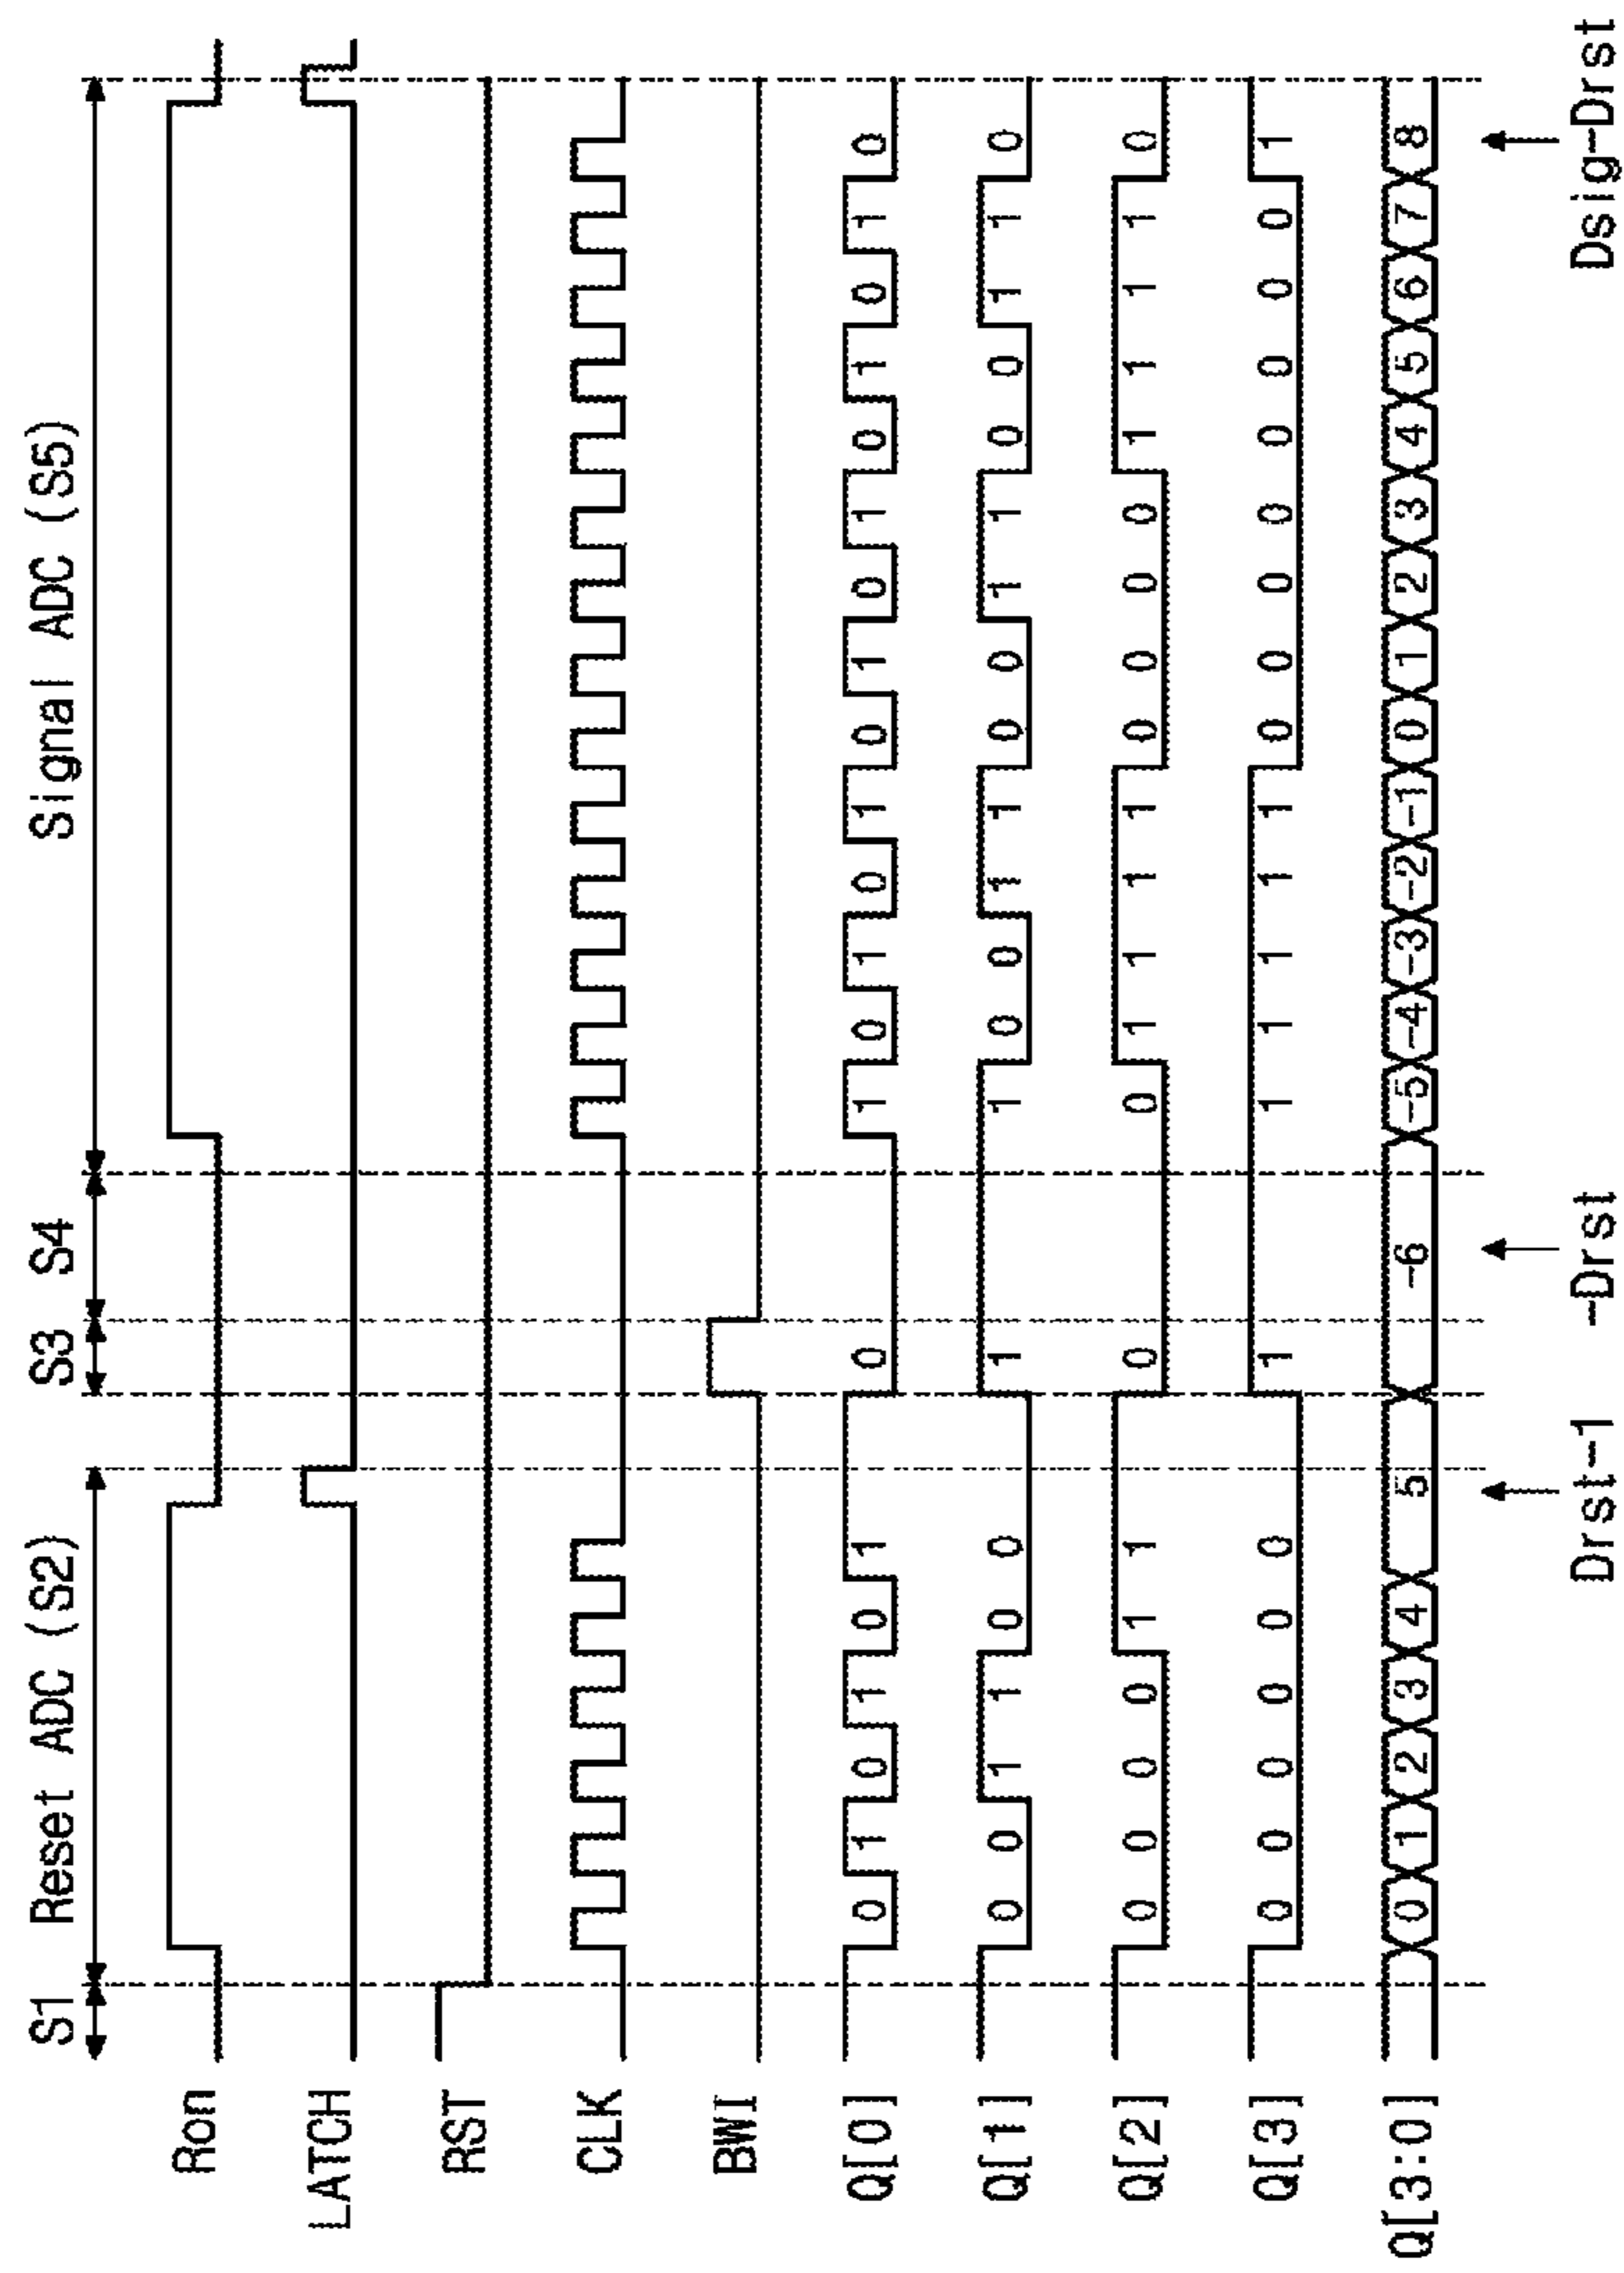 S1 Reset ADC (S2) S3 S4 Signal ADC (S5)
Ron
LATCH
RST
CLK
BWI
Q[0] 0 1 0 1 0 1 0 1 0 1 0 1 0 1 0 1 0 1 0 1 0
Q[1] 0 0 1 1 0 0 1 1 0 0 1 1 0 0 1 1 0 0 1 1 0
Q[2] 0 0 0 0 1 1 0 0 1 1 1 1 0 0 0 0 1 1 1 1 0
Q[3] 0 0 0 0 0 0 1 1 1 1 1 1 0 0 0 0 0 0 0 0 1
Q[3:0] 0 1 2 3 4 5 -6 -5 -4 -3 -2 -1 0 1 2 3 4 5 6 7 8
Drst-1 -Drst Dsig-Drst